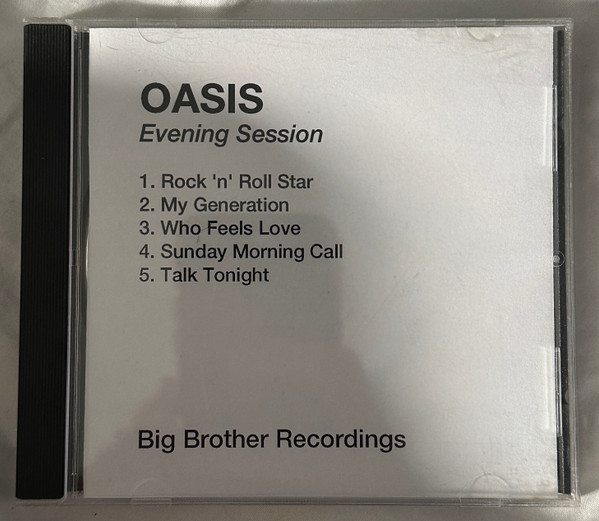 OASIS
Evening Session
1. Rock 'n' Roll Star
2. My Generation
3. Who Feels Love
4. Sunday Morning Call
5. Talk Tonight
Big Brother Recordings